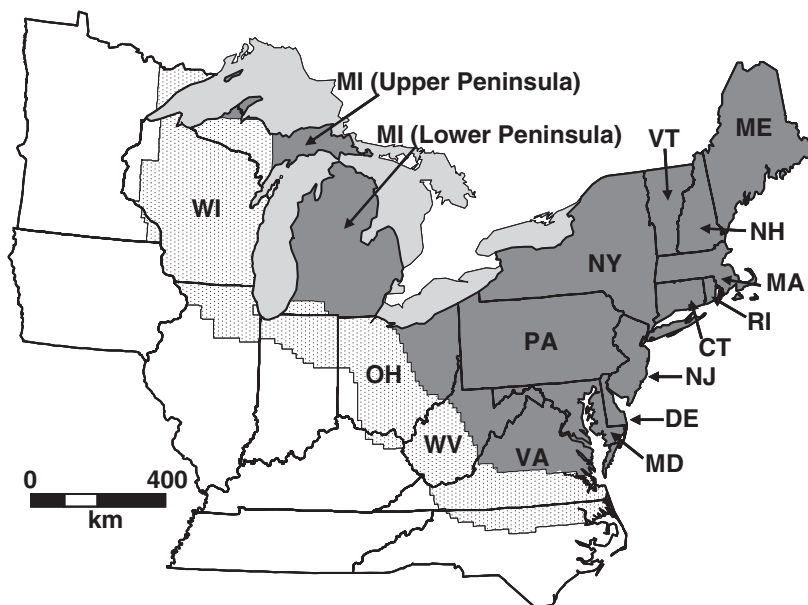 MI (Upper Peninsula)
MI (Lower Peninsula)
VT
ME
WI
NH
NY
MA
RI
PA
CT
OH
NJ
DE
WV
VA
MD
0 400
km